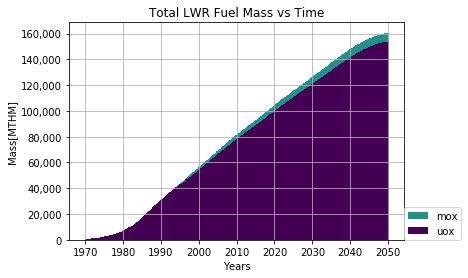 Total LWR Fuel Mass vs Time
160,000
140,000
120,000
100,000
80,000
60,000
40,000
20,000
0
Mass[MTHM]
1970 1980 1990 2000 2010 2020 2030 2040 2050
Years
mox
uox